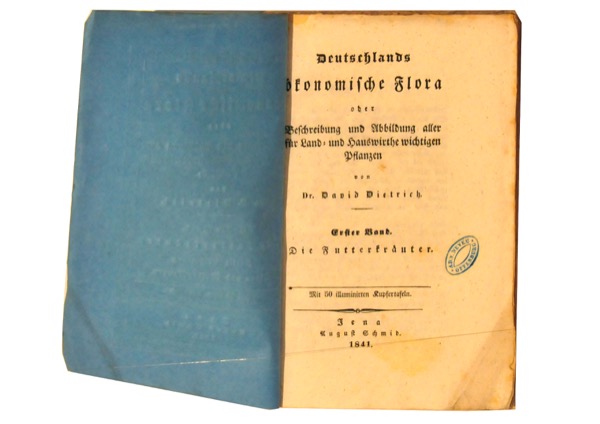 Deutschlands
ökonomische Flora
oder
Beschreibung und Abbildung aller
für Land- und Hauswirthe wichtigen
Pflanzen
von
Dr. David Dietrich.
Erster Band.
Die Futterkräuter.
Mit 50 illuminirten Kupfertafeln.
Jena
August Schmid.
1841.